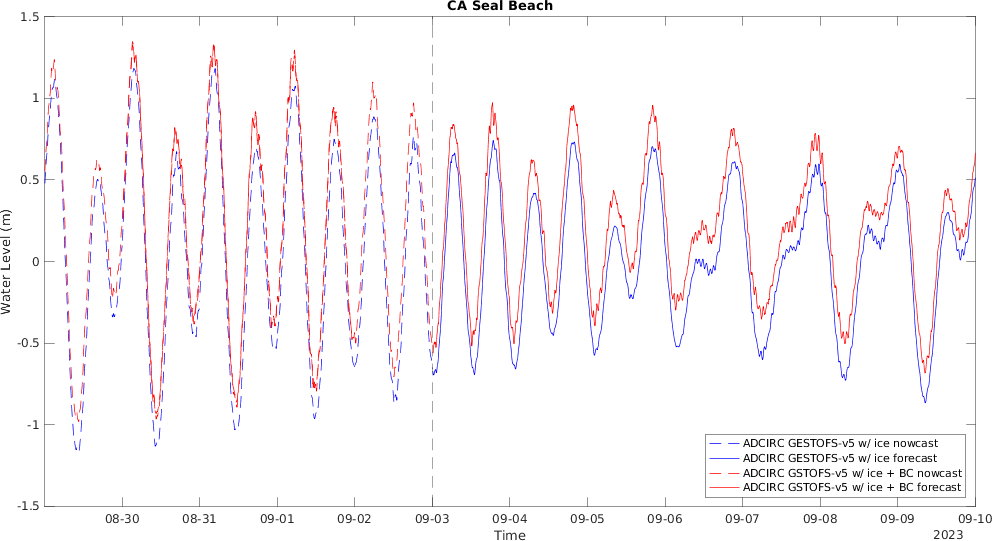 CA Seal Beach
1.5
1
0.5
0
-0.5
-1
-1.5
Water Level (m)
08-30 08-31 09-01 09-02 09-03 09-04 09-05 09-06 09-07 09-08 09-09 09-10
Time
2023
ADCIRC GESTOFS-v5 w/ ice nowcast
ADCIRC GESTOFS-v5 w/ ice forecast
ADCIRC GSTOFS-v5 w/ ice + BC nowcast
ADCIRC GSTOFS-v5 w/ ice + BC forecast